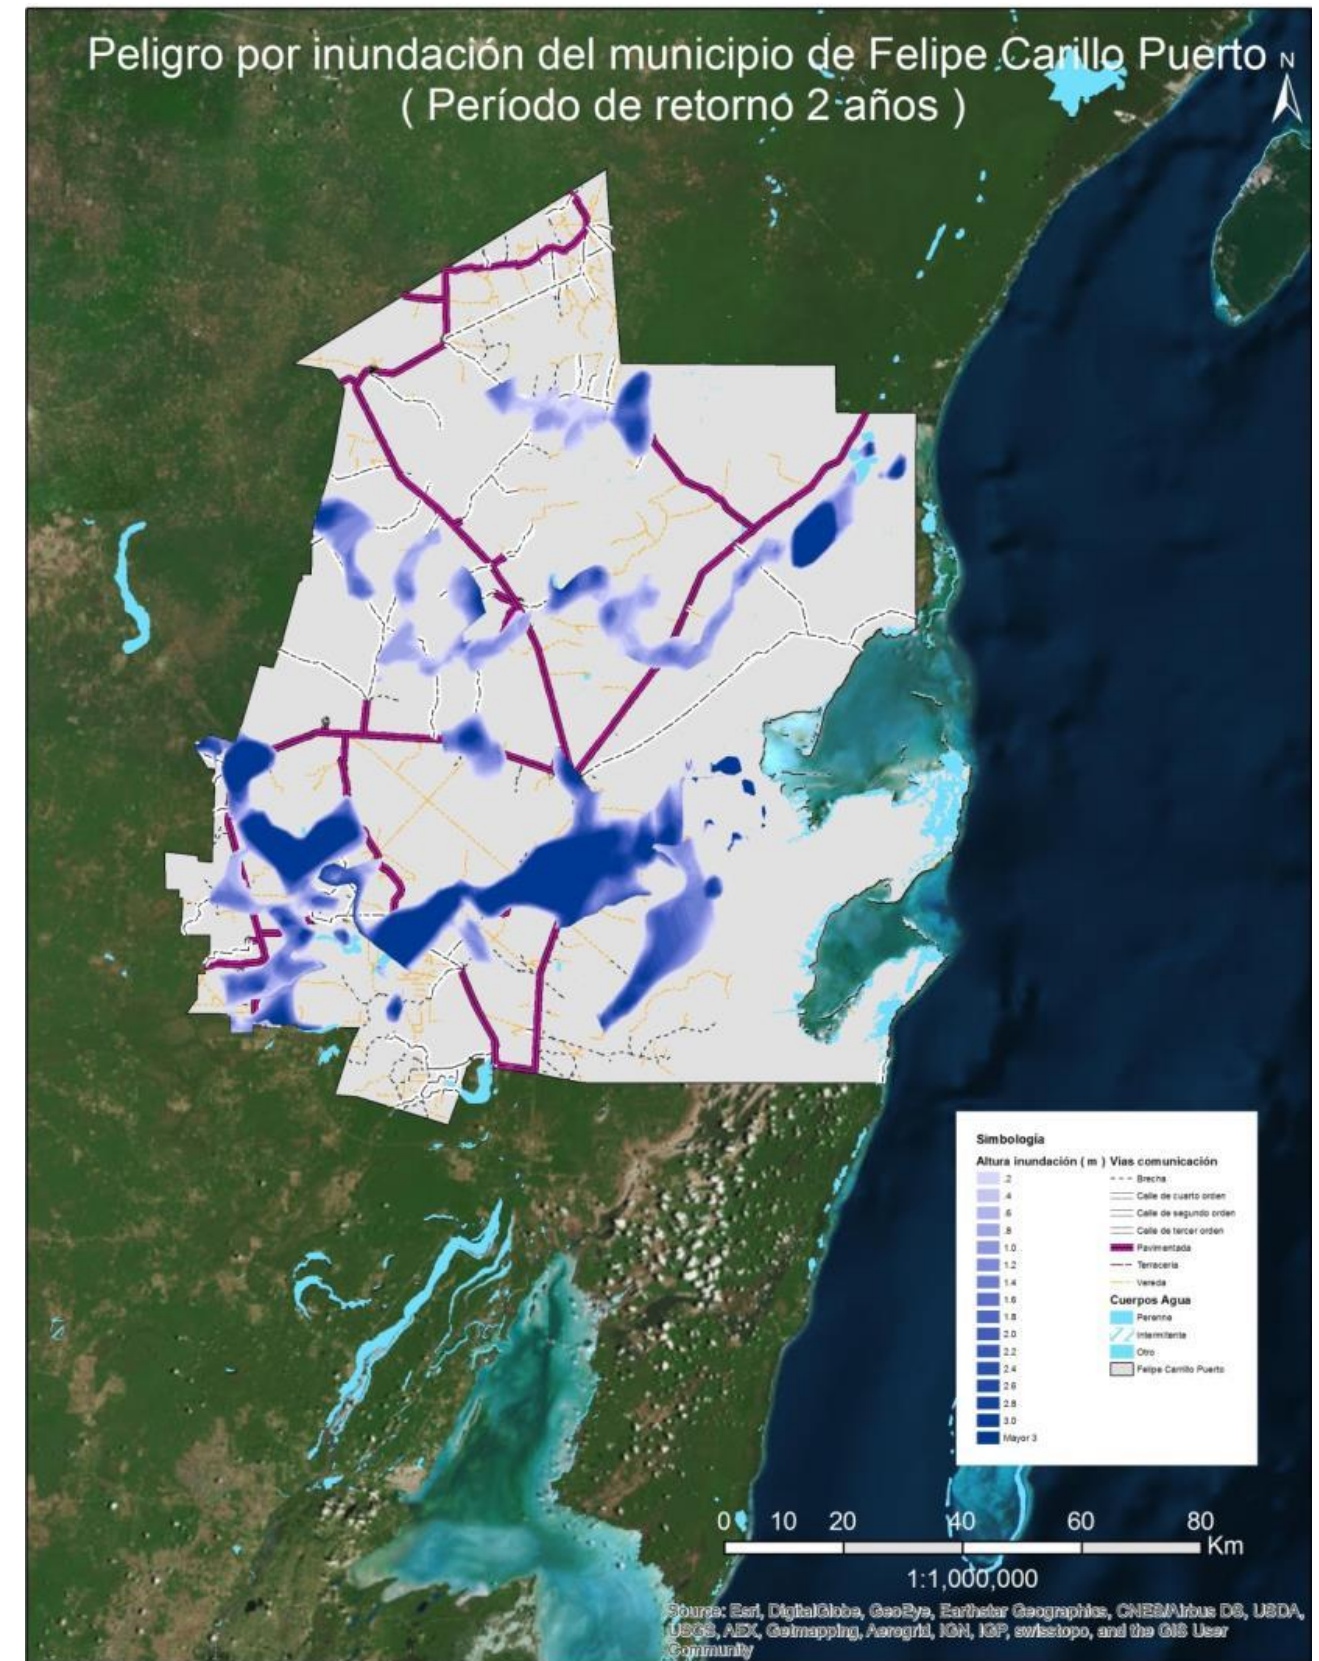 Peligro por inundación del municipio de Felipe Carillo Puerto
( Período de retorno 2 años )
N
Simbología
Altura inundación ( m ) Vias comunicación
.2 Brecha
.4 Calle de cuarto orden
.6 Calle de segundo orden
.8 Calle de tercer orden
1.0 Pavimentada
1.2 Terraceria
1.4 Vereda
1.6 Cuerpos Agua
1.8 Perenne
2.0 Intermitente
2.2 Otro
2.4 Felipe Carrillo Puerto
2.6
2.8
3.0
Mayor 3
0 10 20 40 60 80
Km
1:1,000,000
Source: Esri, DigitalGlobe, GeoEye, Earthstar Geographics, CNES/Airbus DS, USDA,
USGS, AEX, Getmapping, Aerogrid, IGN, IGP, swisstopo, and the GIS User
Community